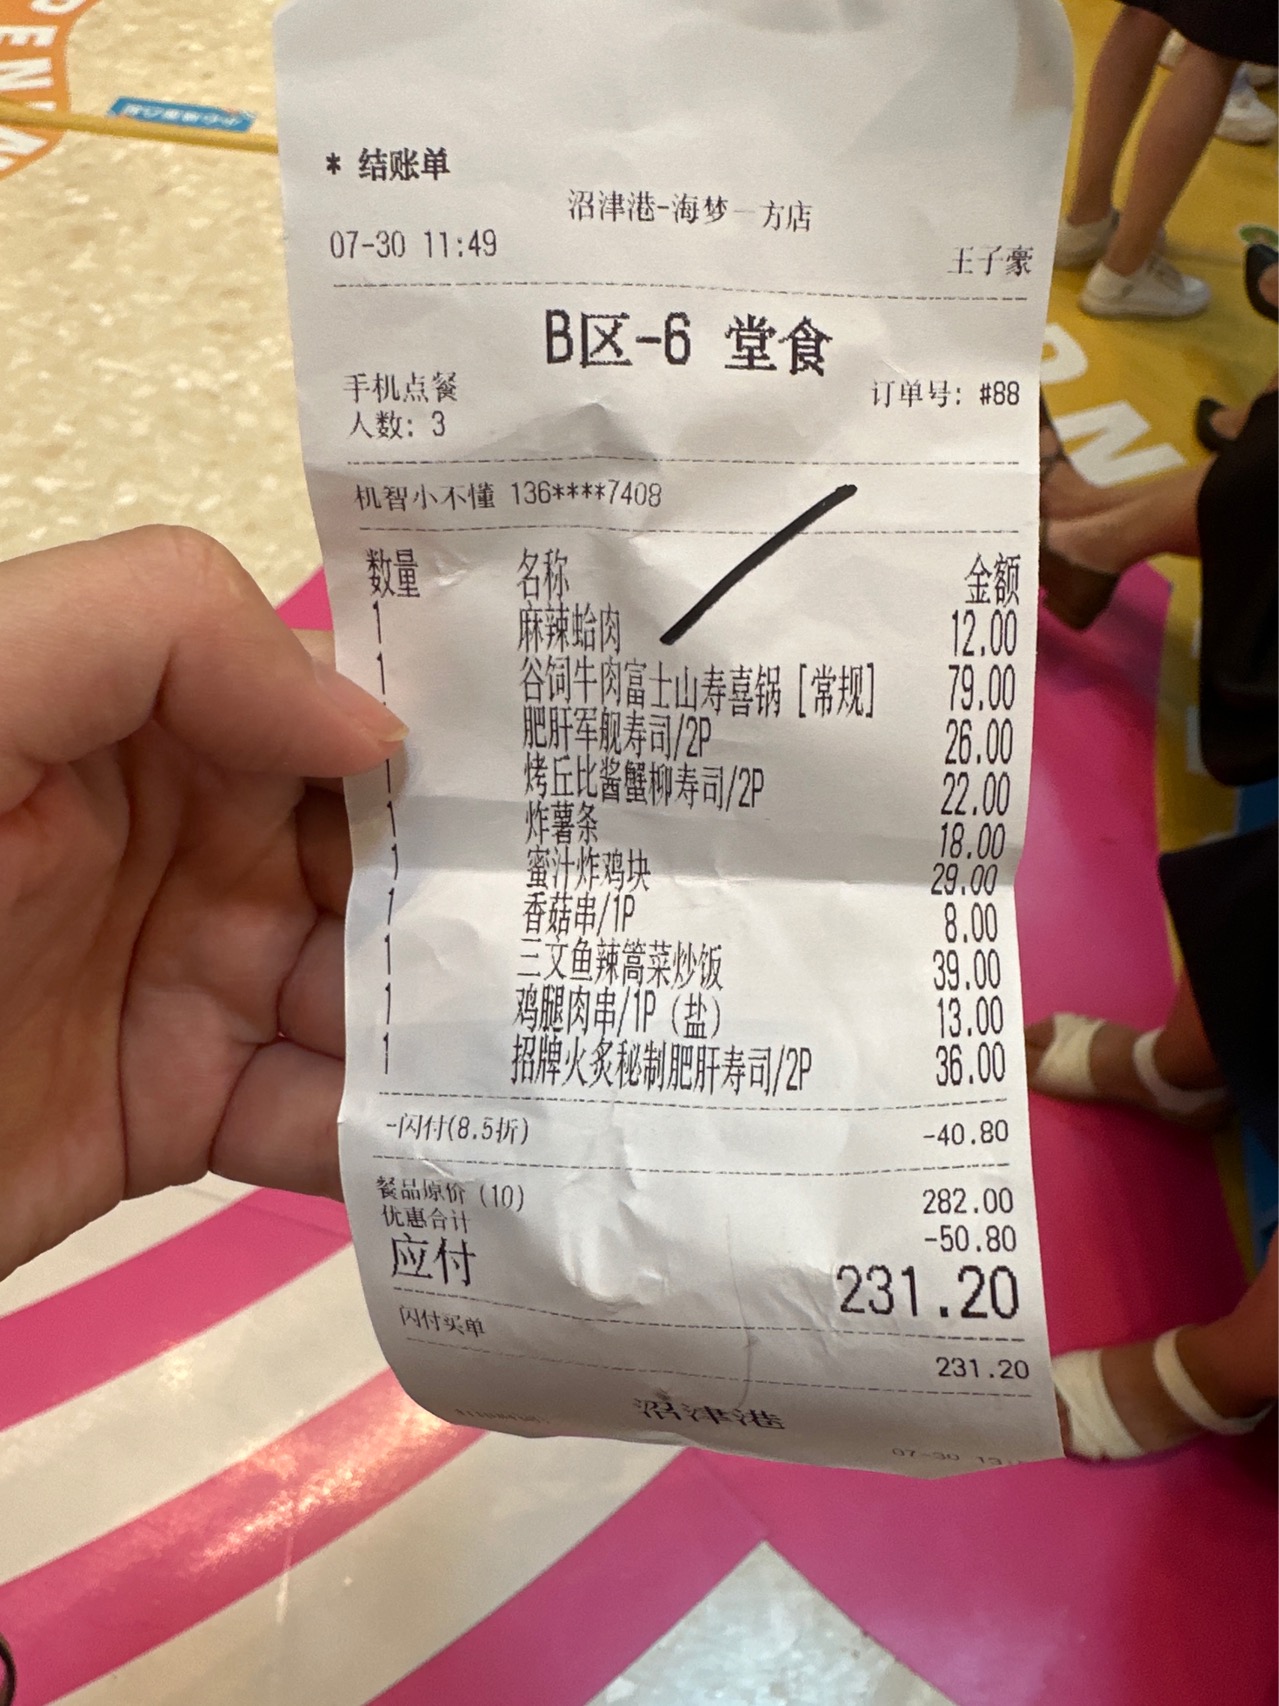 * 结账单
沼津港-海梦一方店
07-30 11:49 王子豪
B区-6 堂食
手机点餐 订单号: #88
人数: 3
机智小不懂 136****7408
数量 名称 金额
1 麻辣蛤肉 12.00
1 谷饲牛肉富士山寿喜锅[常规] 79.00
1 肥肝军舰寿司/2P 26.00
1 烤丘比酱蟹柳寿司/2P 22.00
1 炸薯条 18.00
1 蜜汁炸鸡块 29.00
1 香菇串/1P 8.00
1 三文鱼辣篙菜炒饭 39.00
1 鸡腿肉串/1P (盐) 13.00
1 招牌火炙秘制肥肝寿司/2P 36.00
-闪付(8.5折) -40.80
餐品原价 (10) 282.00
优惠合计 -50.80
应付 231.20
闪付买单 231.20
沼津港
07-30